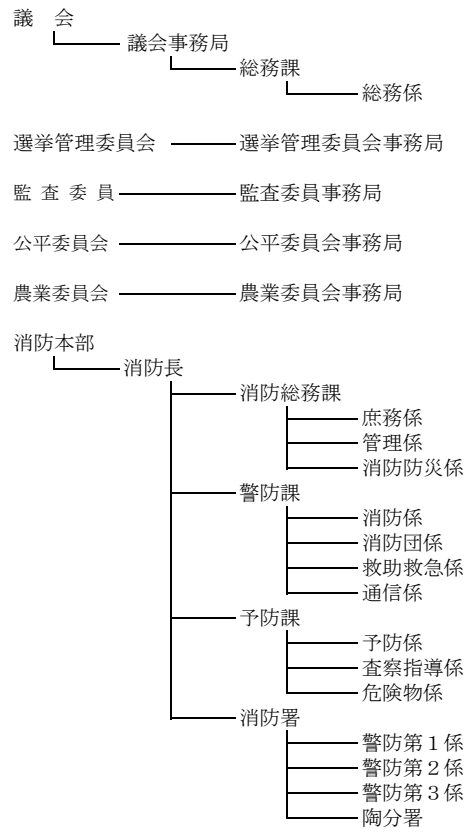 議　会
議会事務局
総務課
総務係
選挙管理委員会 選挙管理委員会事務局
監 査 委 員 監査委員事務局
公平委員会 公平委員会事務局
農業委員会 農業委員会事務局
消防本部
消防長
消防総務課
庶務係
管理係
消防防災係
警防課
消防係
消防団係
救助救急係
通信係
予防課
予防係
査察指導係
危険物係
消防署
警防第１係
警防第２係
警防第３係
陶分署